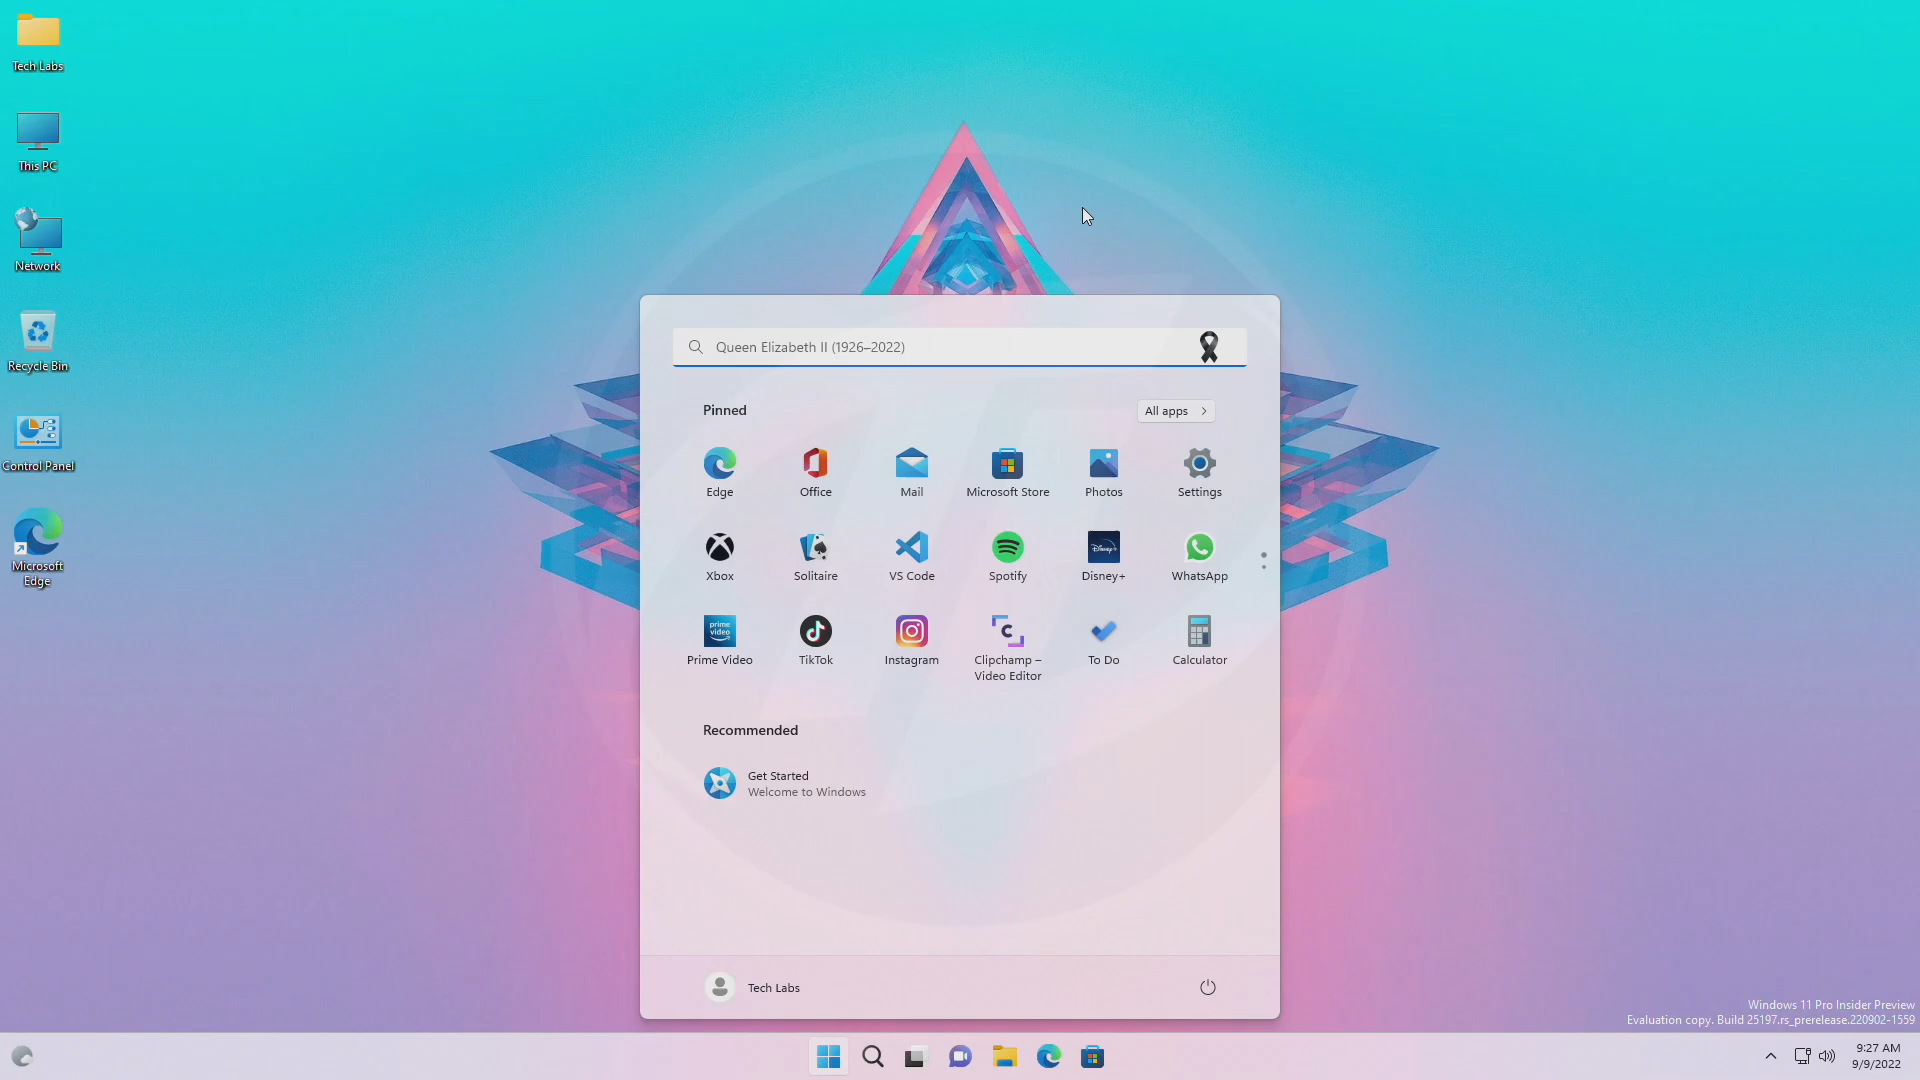 Tech Labs
This PC
Network
Recycle Bin
Control Panel
Microsoft
Edge
Queen Elizabeth II (1926–2022)
Pinned
All apps
Edge
Office
Mail
Microsoft Store
Photos
Settings
Xbox
Solitaire
VS Code
Spotify
Disney+
Disney+
WhatsApp
prime
video
Prime Video
TikTok
Instagram
Clipchamp –
Video Editor
To Do
Calculator
Recommended
Get Started
Welcome to Windows
Tech Labs
Windows 11 Pro Insider Preview
Evaluation copy. Build 25197.rs_prerelease.220902-1559
9:27 AM
9/9/2022